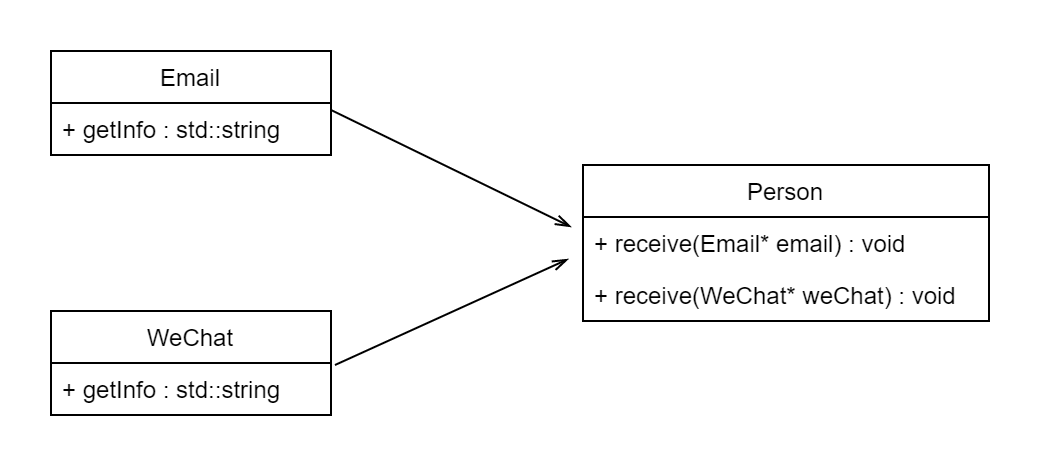 Email
+ getInfo : std::string
Person
+ receive(Email* email) : void
+ receive(WeChat* weChat) : void
WeChat
+ getInfo : std::string